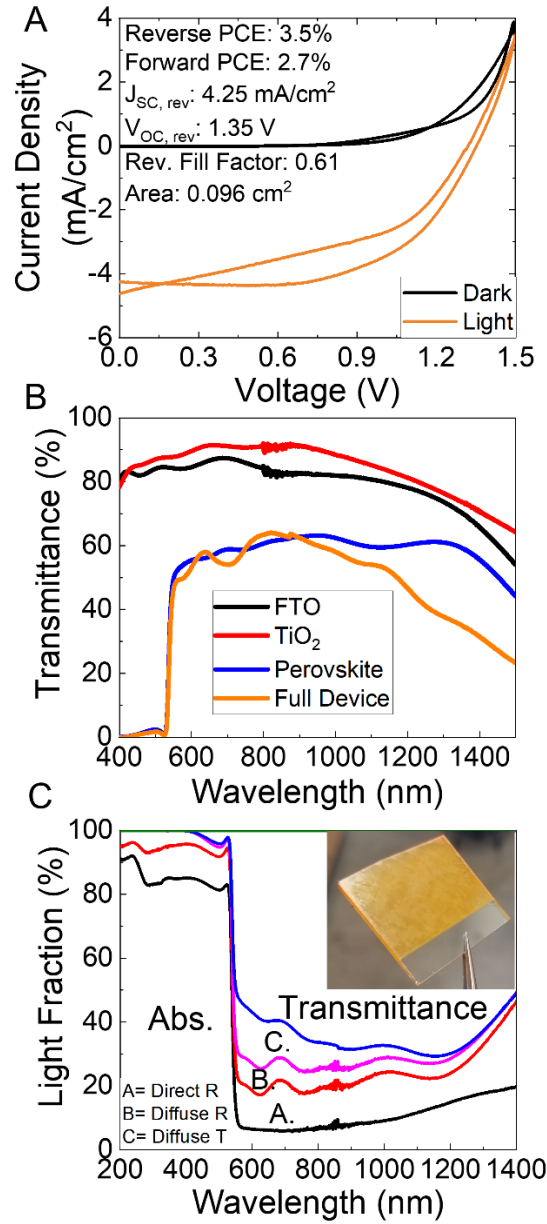 A
Reverse PCE: 3.5%
Forward PCE: 2.7%
J_SC, rev: 4.25 mA/cm²
V_OC, rev: 1.35 V
Rev. Fill Factor: 0.61
Area: 0.096 cm²
4
2
0
-2
-4
-6
Current Density
(mA/cm²)
Dark
Light
0.0 0.3 0.6 0.9 1.2 1.5
Voltage (V)
B
100
80
60
40
20
0
Transmittance (%)
FTO
TiO₂
Perovskite
Full Device
400 600 800 1000 1200 1400
Wavelength (nm)
C
100
80
60
40
20
0
Light Fraction (%)
Abs.
Transmittance
C.
B.
A.
A= Direct R
B= Diffuse R
C= Diffuse T
200 400 600 800 1000 1200 1400
Wavelength (nm)